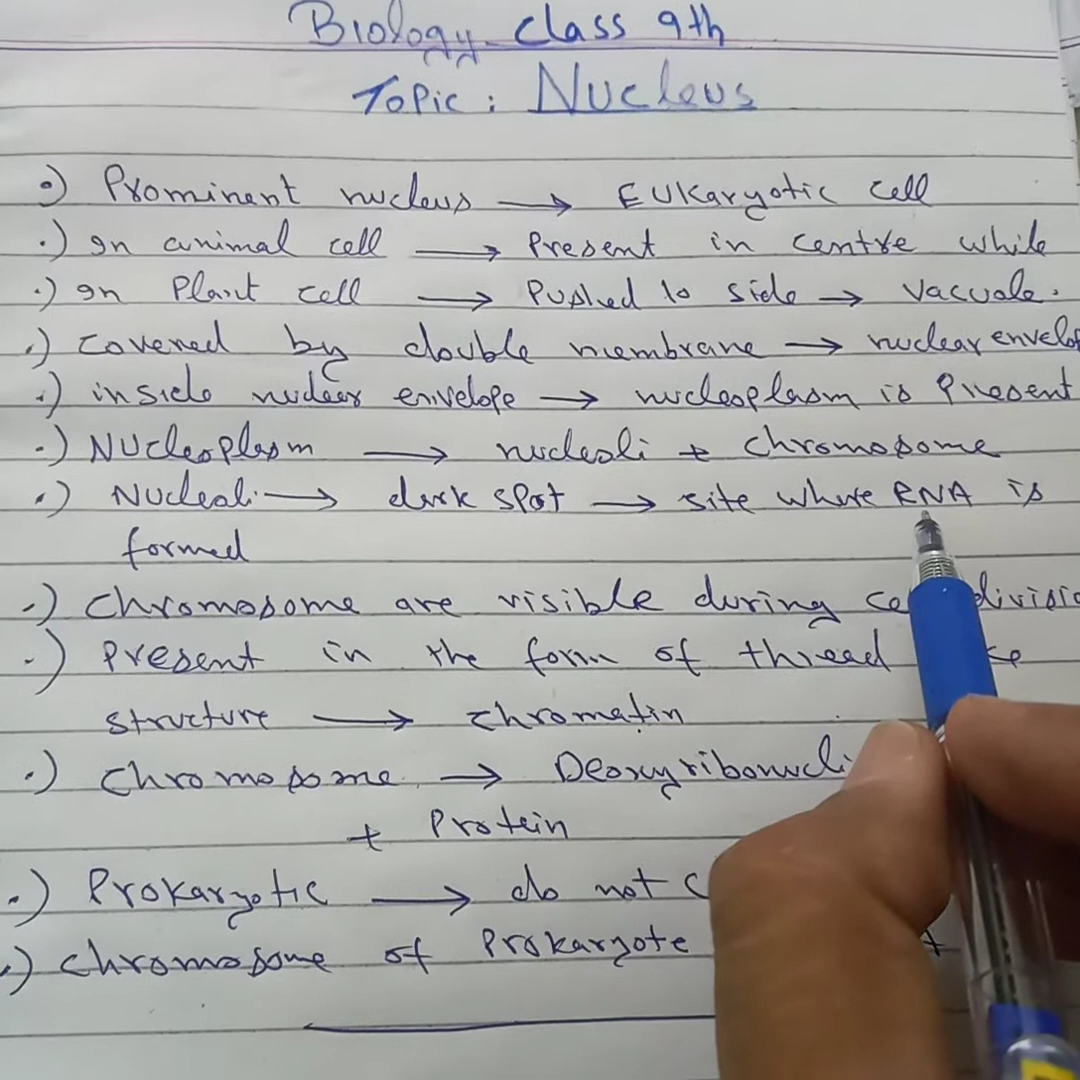 Biology class 9th
Topic: Nucleus
•) Prominent nucleus → Eukaryotic cell
•) In animal cell → Present in centre while
•) In Plant cell → Pushed to side → vacuole.
•) covered by double membrane → nuclear envelop
•) inside nuclear envelope → nucleoplasm is Present
•) Nucleoplasm → nucleoli + chromosome
•) Nucleoli → dark spot → site where RNA is
formed
•) chromosome are visible during divisio
•) Present in the form of thread
structure → chromatin
•) chromosome → Deoxyribonucli
+ Protein
•) Prokaryotic → do not
•) chromosome of Prokaryote